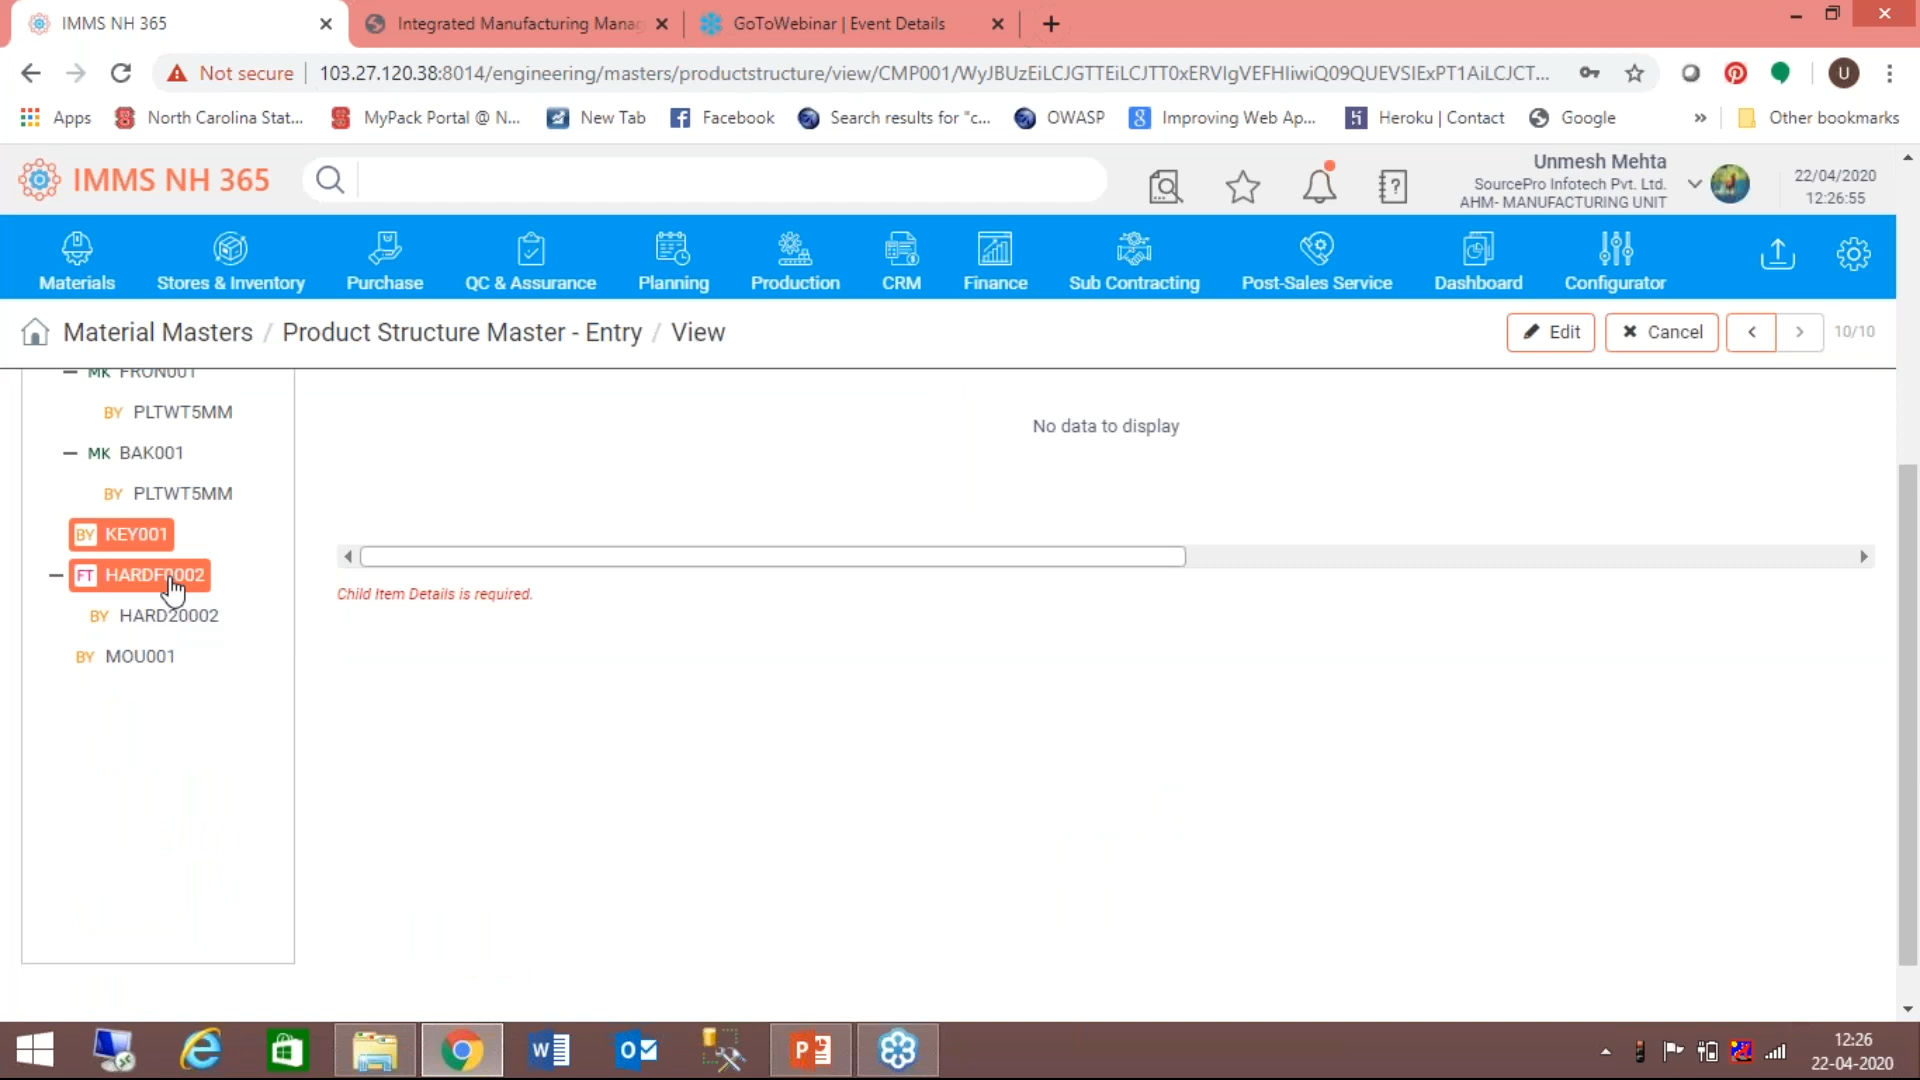 IMMS NH 365
Integrated Manufacturing Mana
GoToWebinar | Event Details
Not secure
103.27.120.38:8014/engineering/masters/productstructure/view/CMP001/WyJBUzEiLCJGTTEiLCJTT0xERVIgVEFHIiwiQ09QUEVSIExPT1AiLCJCT...
U
Apps
North Carolina Stat...
MyPack Portal @ N...
New Tab
Facebook
Search results for "c...
OWASP
Improving Web Ap...
Heroku | Contact
Google
»
Other bookmarks
IMMS NH 365
Unmesh Mehta
SourcePro Infotech Pvt. Ltd.
AHM- MANUFACTURING UNIT
22/04/2020
12:26:55
Materials
Stores & Inventory
Purchase
QC & Assurance
Planning
Production
CRM
Finance
Sub Contracting
Post-Sales Service
Dashboard
Configurator
Material Masters / Product Structure Master - Entry / View
Edit
Cancel
10/10
MK FRON001
BY PLTWT5MM
MK BAK001
BY PLTWT5MM
BY KEY001
FT HARDF0002
BY HARD20002
BY MOU001
No data to display
Child Item Details is required.
12:26
22-04-2020